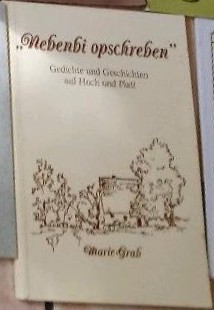 „Nebenbi opschreben"
Gedichte und Geschichten
auf Hoch und Platt
Marie Grab